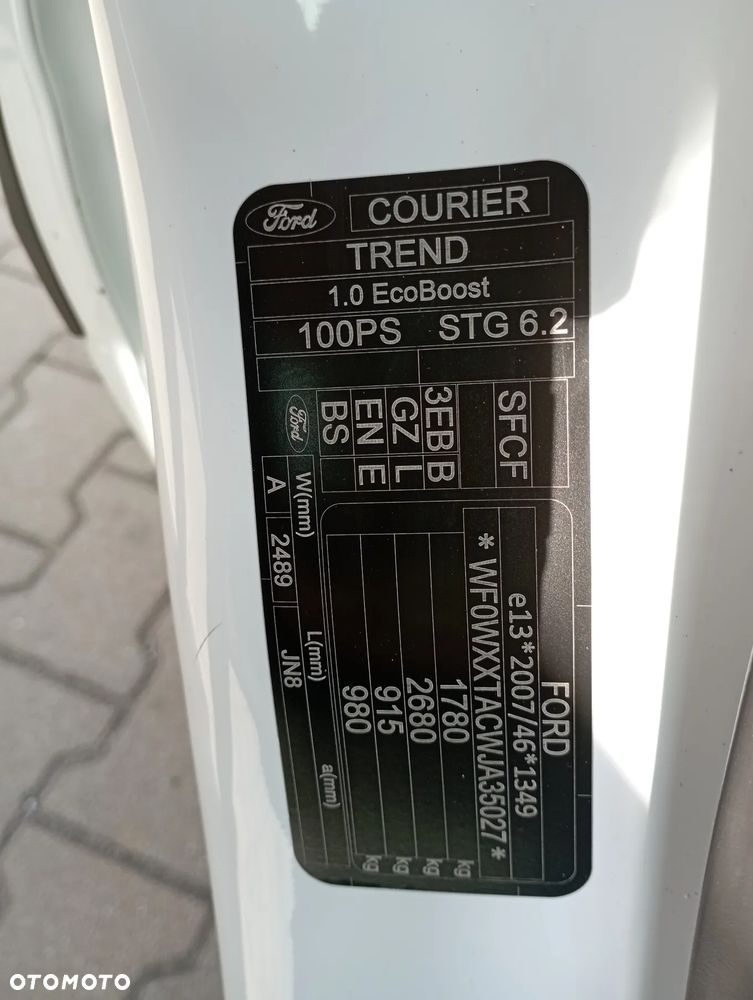 Ford
COURIER
TREND
1.0 EcoBoost
100PS STG 6.2
FORD
e13*2007/46*1349
* WF0WXXTACWJA35027*
1780 kg
2680 kg
915 kg
980 kg
SFCF
3EB B
GZ L
EN E
BS
Ford
W(mm) L(mm) a(mm)
A 2489 JN8
OTOMOTO